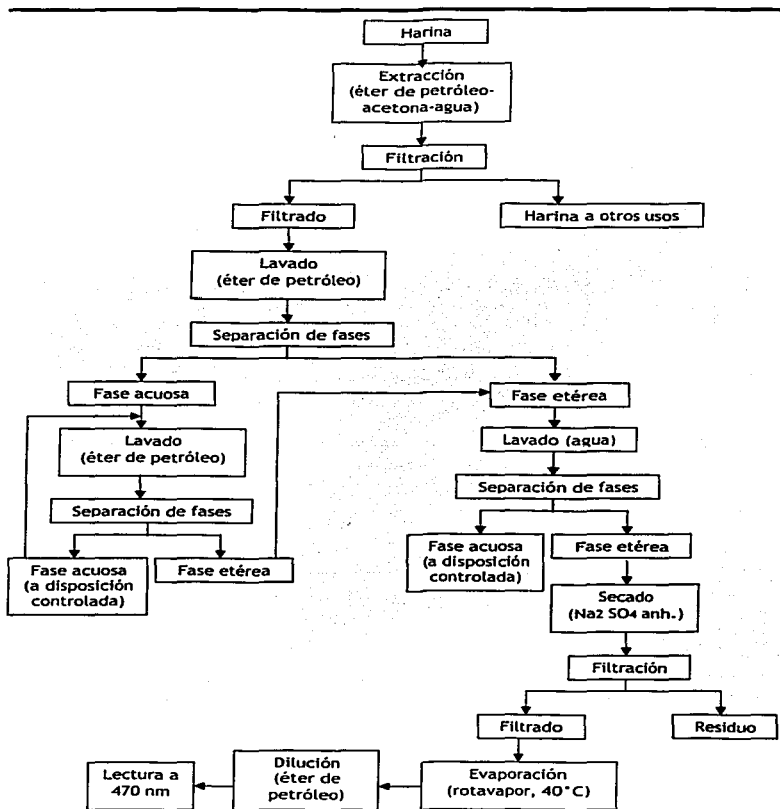 Harina
Extracción
(éter de petróleo-
acetona-agua)
Filtración
Filtrado
Harina a otros usos
Lavado
(éter de petróleo)
Separación de fases
Fase acuosa
Fase etérea
Lavado
(éter de petróleo)
Lavado (agua)
Separación de fases
Separación de fases
Fase acuosa
(a disposición
controlada)
Fase etérea
Fase acuosa
(a disposición
controlada)
Fase etérea
Secado
(Na2 SO4 anh.)
Filtración
Filtrado
Residuo
Lectura a
470 nm
Dilución
(éter de
petróleo)
Evaporación
(rotavapor, 40°C)